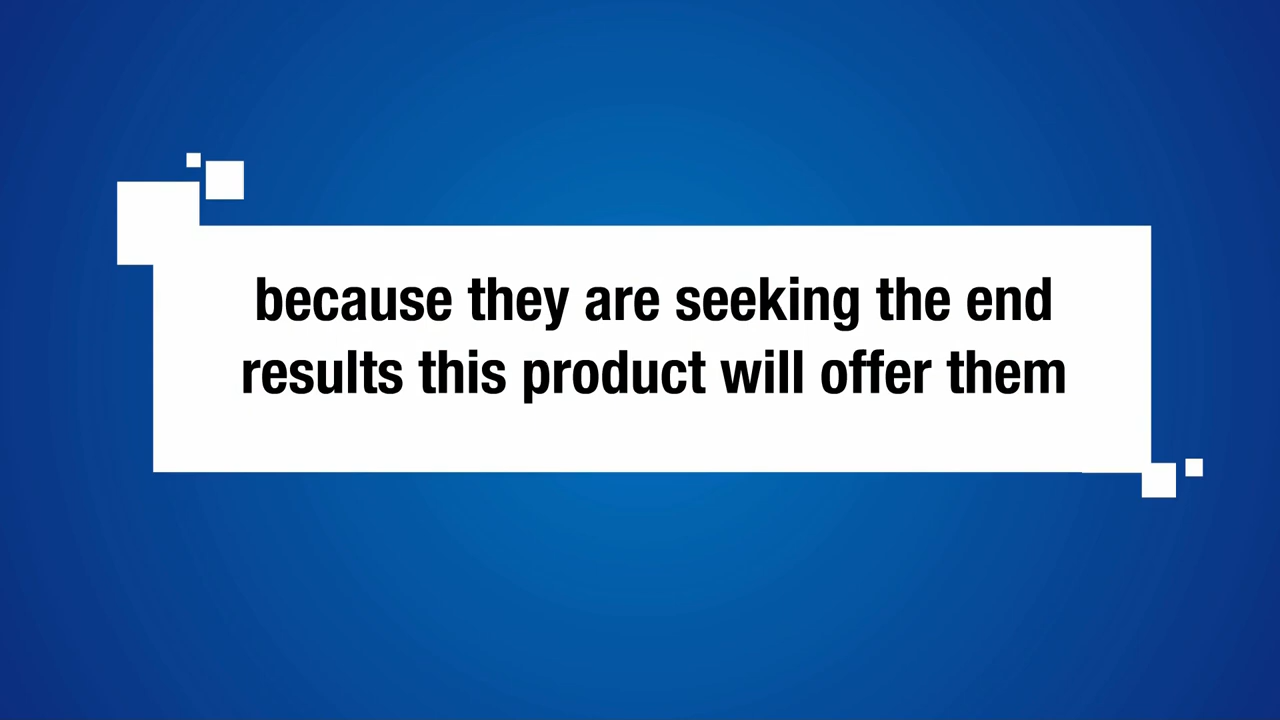 because they are seeking the end
results this product will offer them